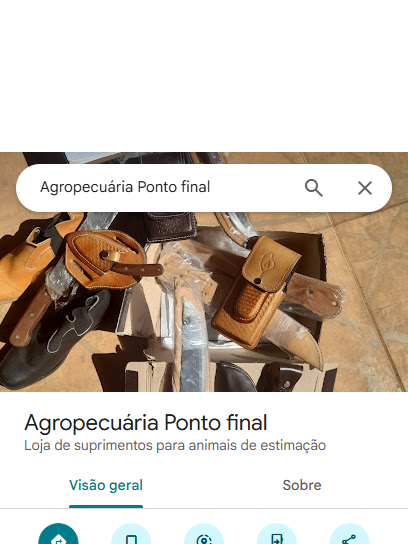 Agropecuária Ponto final
Agropecuária Ponto final
Loja de suprimentos para animais de estimação
Visão geral
Sobre